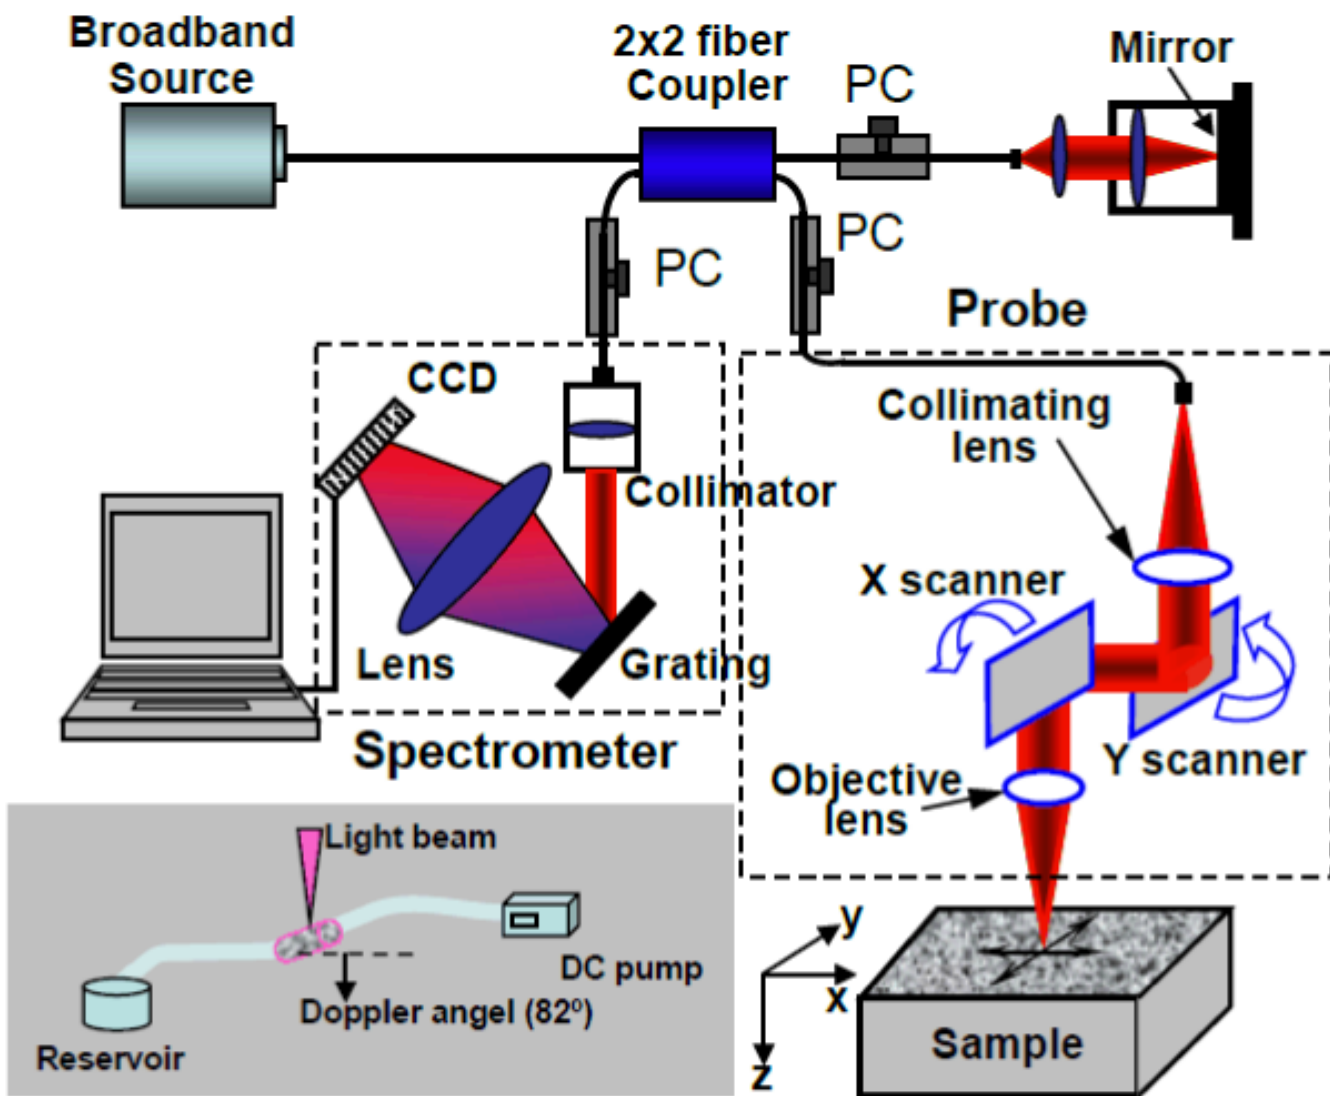 Broadband
Source
2x2 fiber
Coupler
PC
Mirror
PC
PC
Probe
CCD
Collimating
lens
Collimator
X scanner
Lens
Grating
Spectrometer
Y scanner
Objective
lens
Light beam
DC pump
Doppler angel (82º)
Reservoir
y
x
z
Sample